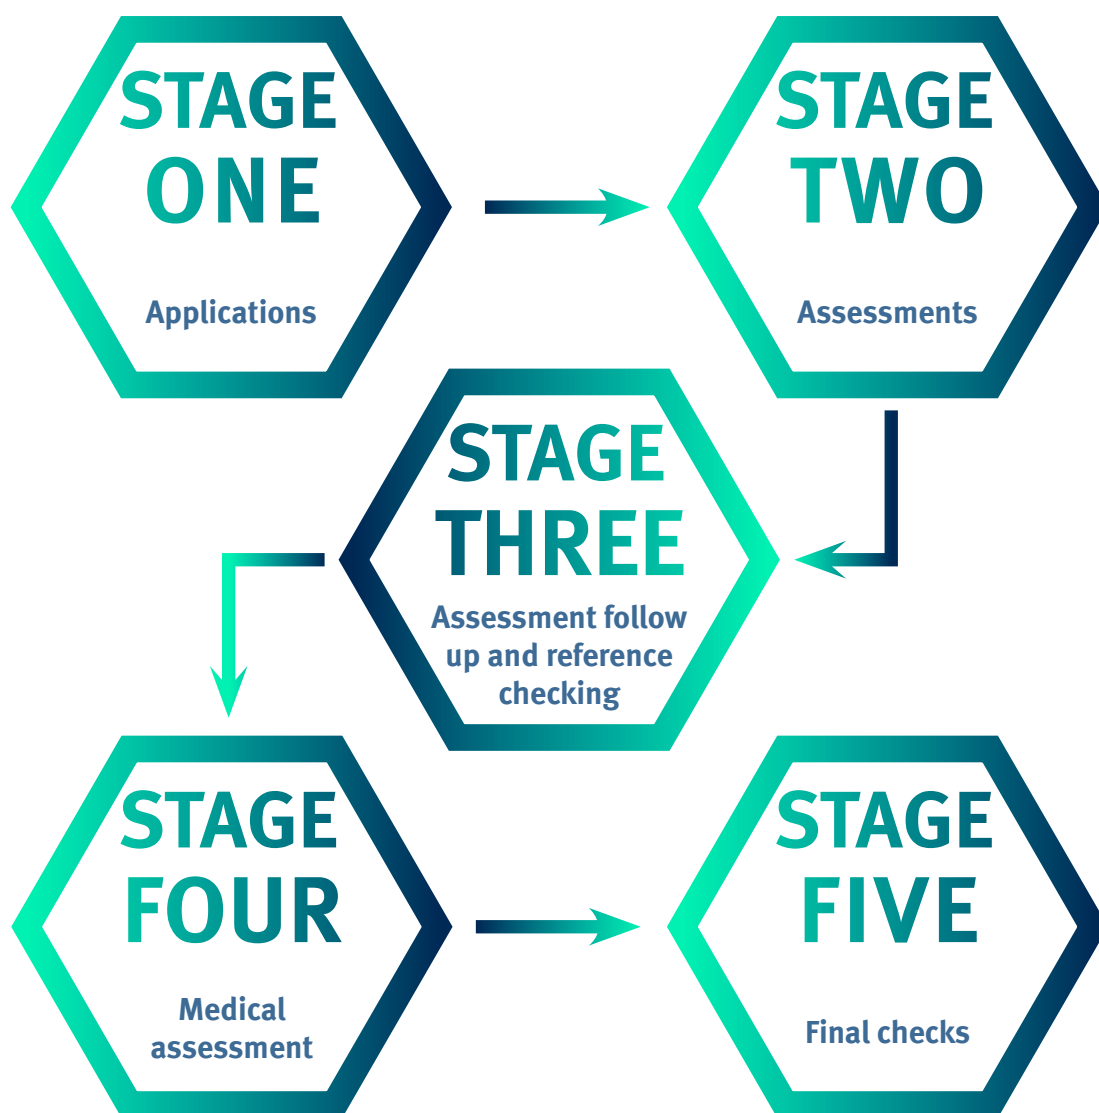 STAGE
ONE
Applications
STAGE
TWO
Assessments
STAGE
THREE
Assessment follow
up and reference
checking
STAGE
FOUR
Medical
assessment
STAGE
FIVE
Final checks